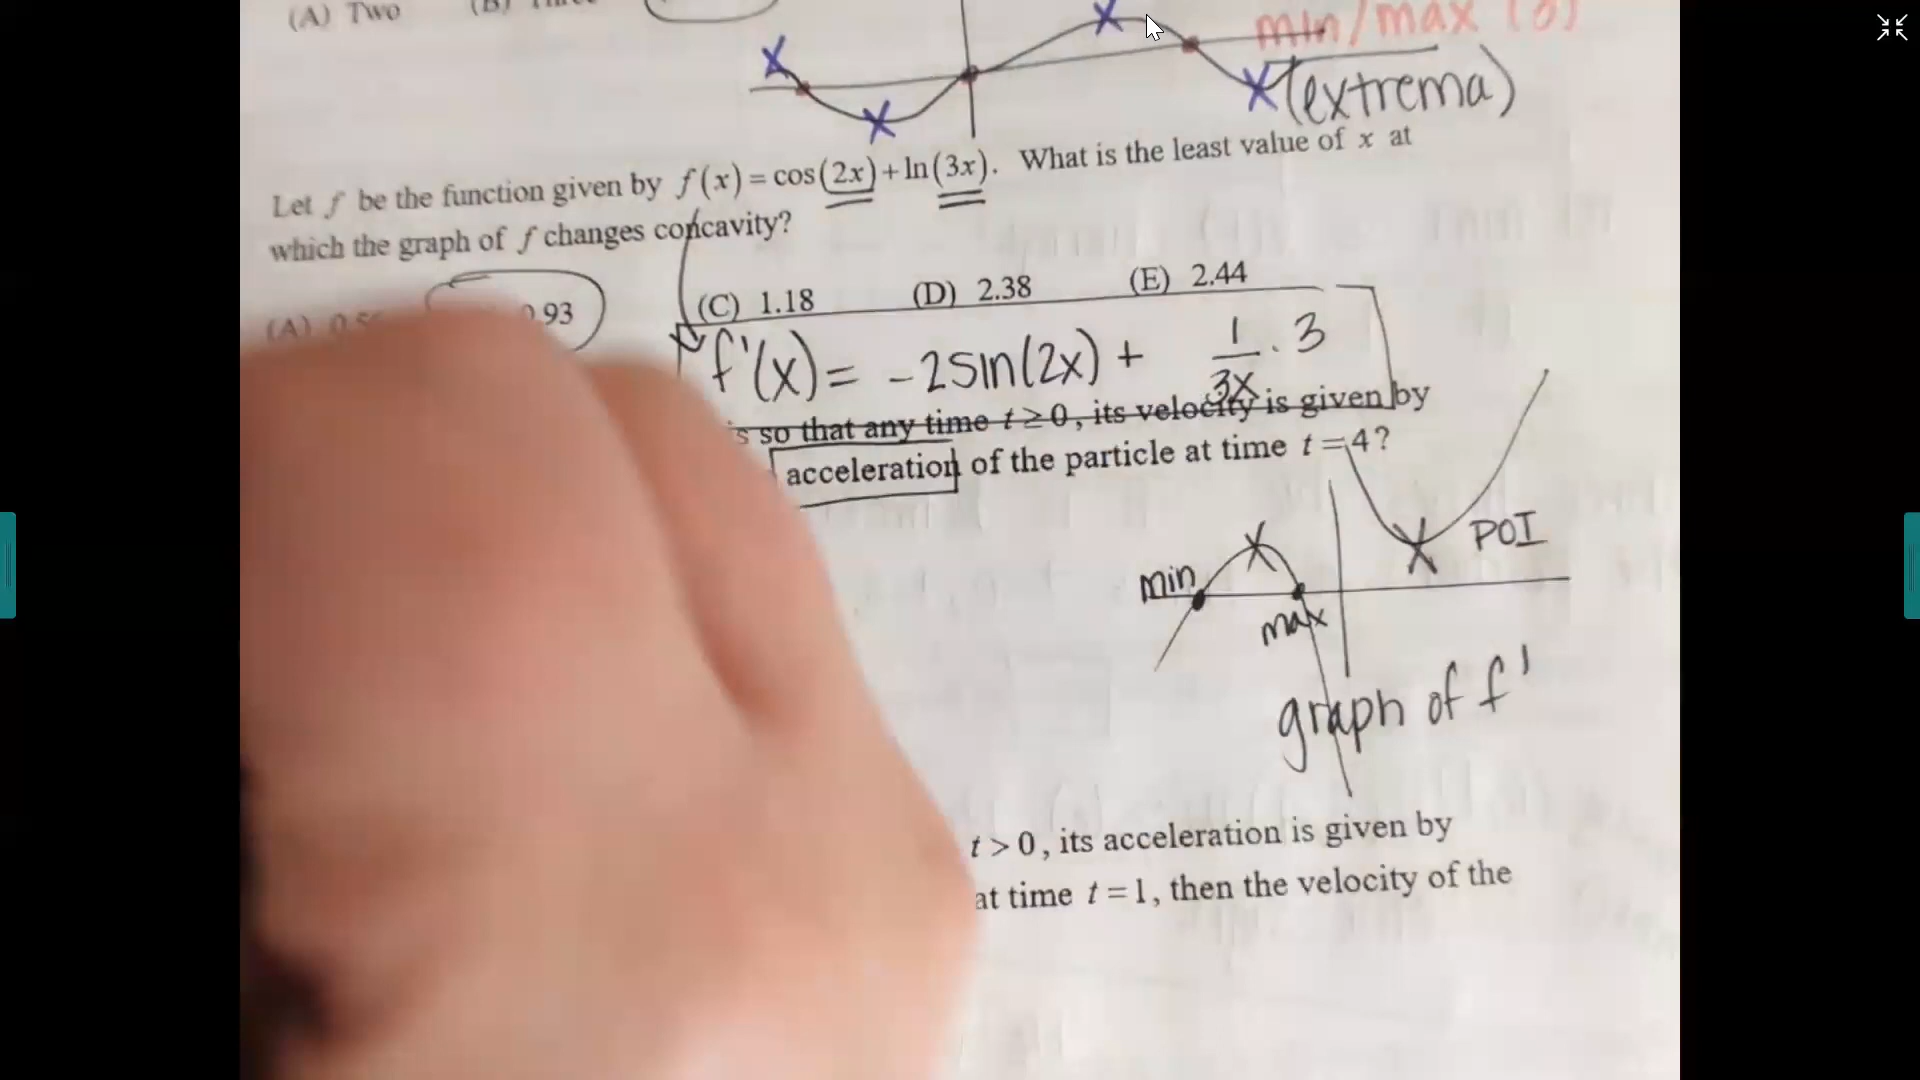 (A) Two (B)
min/max
(extrema)
Let f be the function given by f(x) = cos(2x) + ln(3x). What is the least value of x at
which the graph of f changes concavity?
(A) 0.93 (C) 1.18 (D) 2.38 (E) 2.44
f'(x) = -2sin(2x) + 1/3x · 3
so that any time t ≥ 0, its velocity is given by
acceleration of the particle at time t = 4?
POI
min
max
graph of f'
t > 0, its acceleration is given by
at time t = 1, then the velocity of the